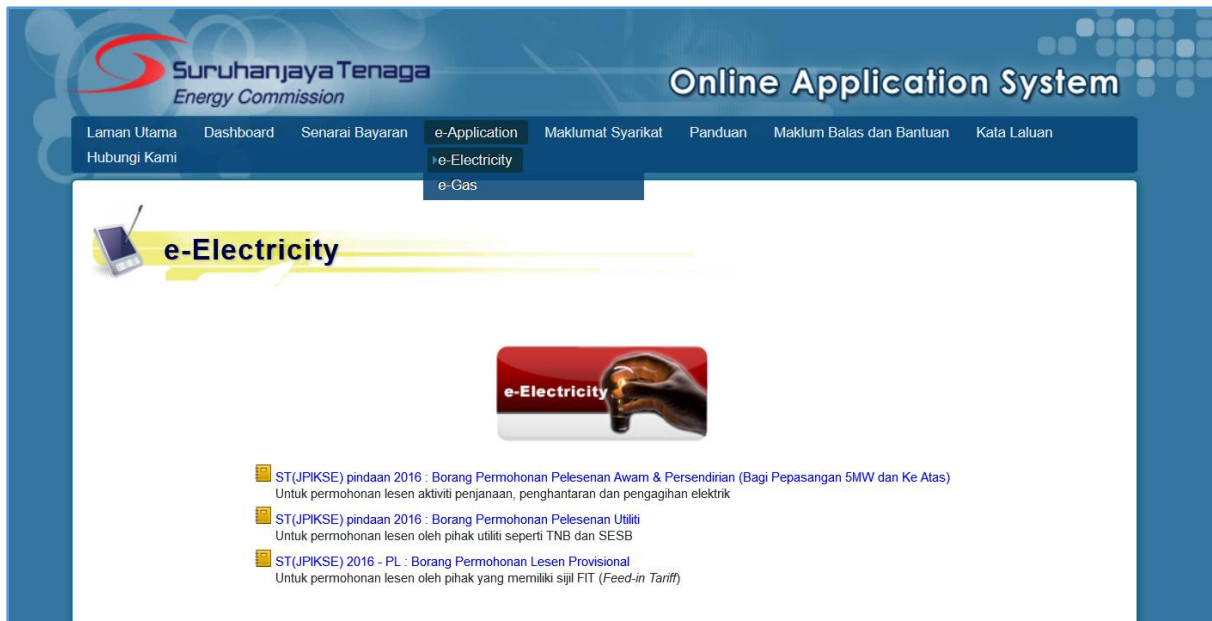 Suruhanjaya Tenaga
Energy Commission
Online Application System
Laman Utama Dashboard Senarai Bayaran e-Application Maklumat Syarikat Panduan Maklum Balas dan Bantuan Kata Laluan
Hubungi Kami
e-Electricity
e-Gas
e-Electricity
e-Electricity
ST(JPIKSE) pindaan 2016 : Borang Permohonan Pelesenan Awam & Persendirian (Bagi Pepasangan 5MW dan Ke Atas)
Untuk permohonan lesen aktiviti penjanaan, penghantaran dan pengagihan elektrik
ST(JPIKSE) pindaan 2016 : Borang Permohonan Pelesenan Utiliti
Untuk permohonan lesen oleh pihak utiliti seperti TNB dan SESB
ST(JPIKSE) 2016 - PL : Borang Permohonan Lesen Provisional
Untuk permohonan lesen oleh pihak yang memiliki sijil FIT (Feed-in Tariff)